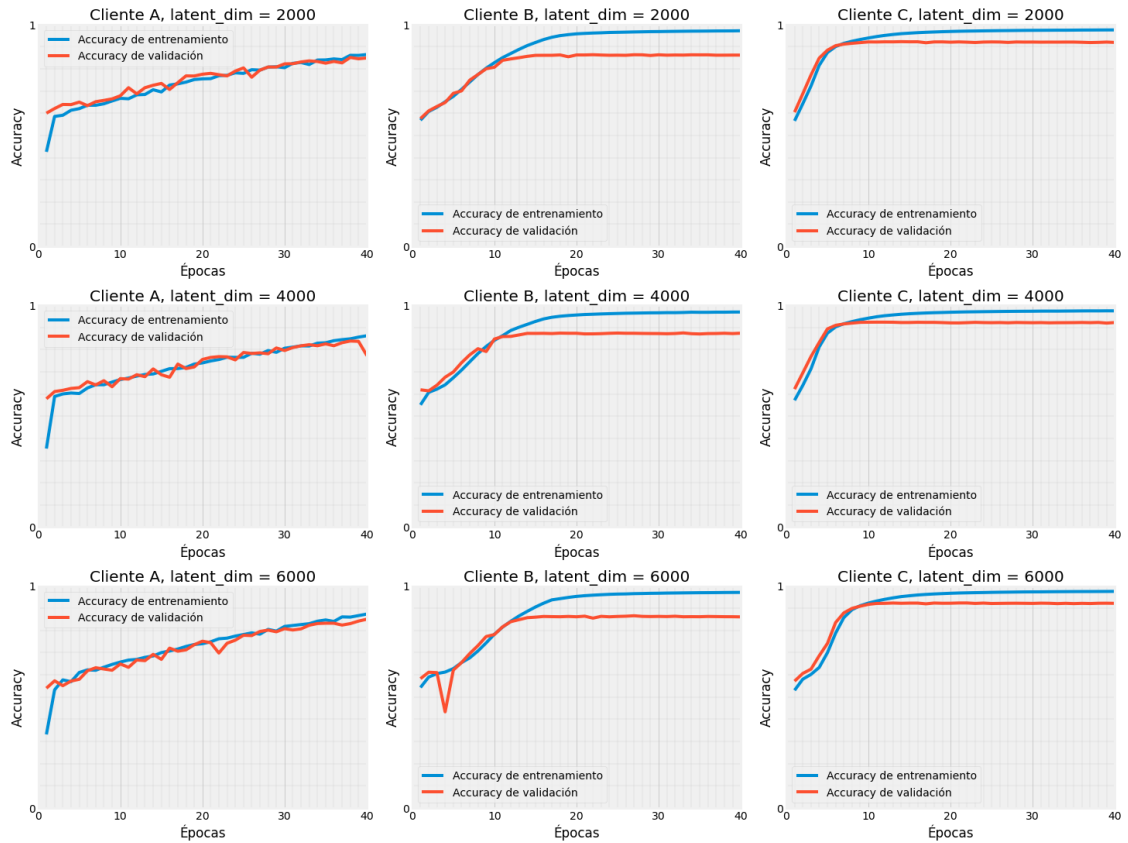 Cliente A, latent_dim = 2000
1
Accuracy de entrenamiento
Accuracy de validación
Accuracy
0
0 10 20 30 40
Épocas
Cliente B, latent_dim = 2000
1
Accuracy
Accuracy de entrenamiento
Accuracy de validación
0
0 10 20 30 40
Épocas
Cliente C, latent_dim = 2000
1
Accuracy
Accuracy de entrenamiento
Accuracy de validación
0
0 10 20 30 40
Épocas
Cliente A, latent_dim = 4000
1
Accuracy de entrenamiento
Accuracy de validación
Accuracy
0
0 10 20 30 40
Épocas
Cliente B, latent_dim = 4000
1
Accuracy
Accuracy de entrenamiento
Accuracy de validación
0
0 10 20 30 40
Épocas
Cliente C, latent_dim = 4000
1
Accuracy
Accuracy de entrenamiento
Accuracy de validación
0
0 10 20 30 40
Épocas
Cliente A, latent_dim = 6000
1
Accuracy de entrenamiento
Accuracy de validación
Accuracy
0
0 10 20 30 40
Épocas
Cliente B, latent_dim = 6000
1
Accuracy
Accuracy de entrenamiento
Accuracy de validación
0
0 10 20 30 40
Épocas
Cliente C, latent_dim = 6000
1
Accuracy
Accuracy de entrenamiento
Accuracy de validación
0
0 10 20 30 40
Épocas